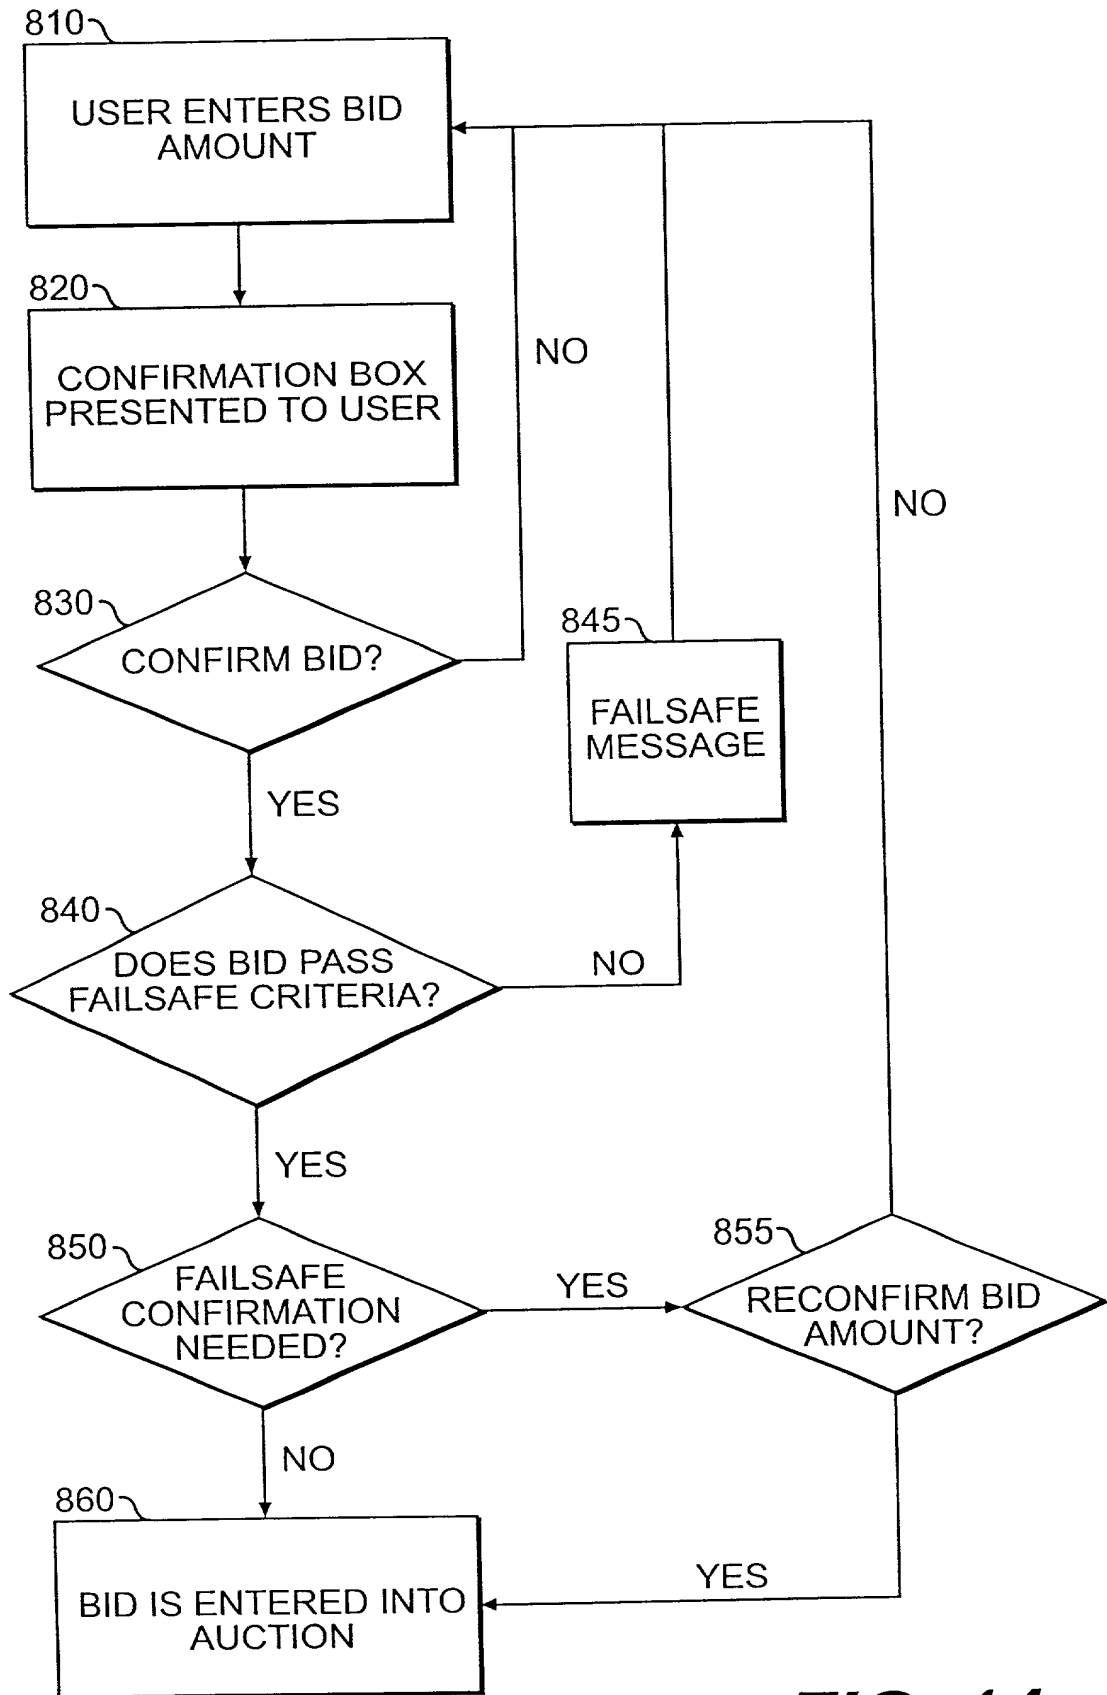 810
USER ENTERS BID
AMOUNT
820
CONFIRMATION BOX
PRESENTED TO USER
NO
NO
830
CONFIRM BID?
845
FAILSAFE
MESSAGE
YES
840
DOES BID PASS
FAILSAFE CRITERIA?
NO
YES
850
FAILSAFE
CONFIRMATION
NEEDED?
YES
855
RECONFIRM BID
AMOUNT?
NO
860
BID IS ENTERED INTO
AUCTION
YES